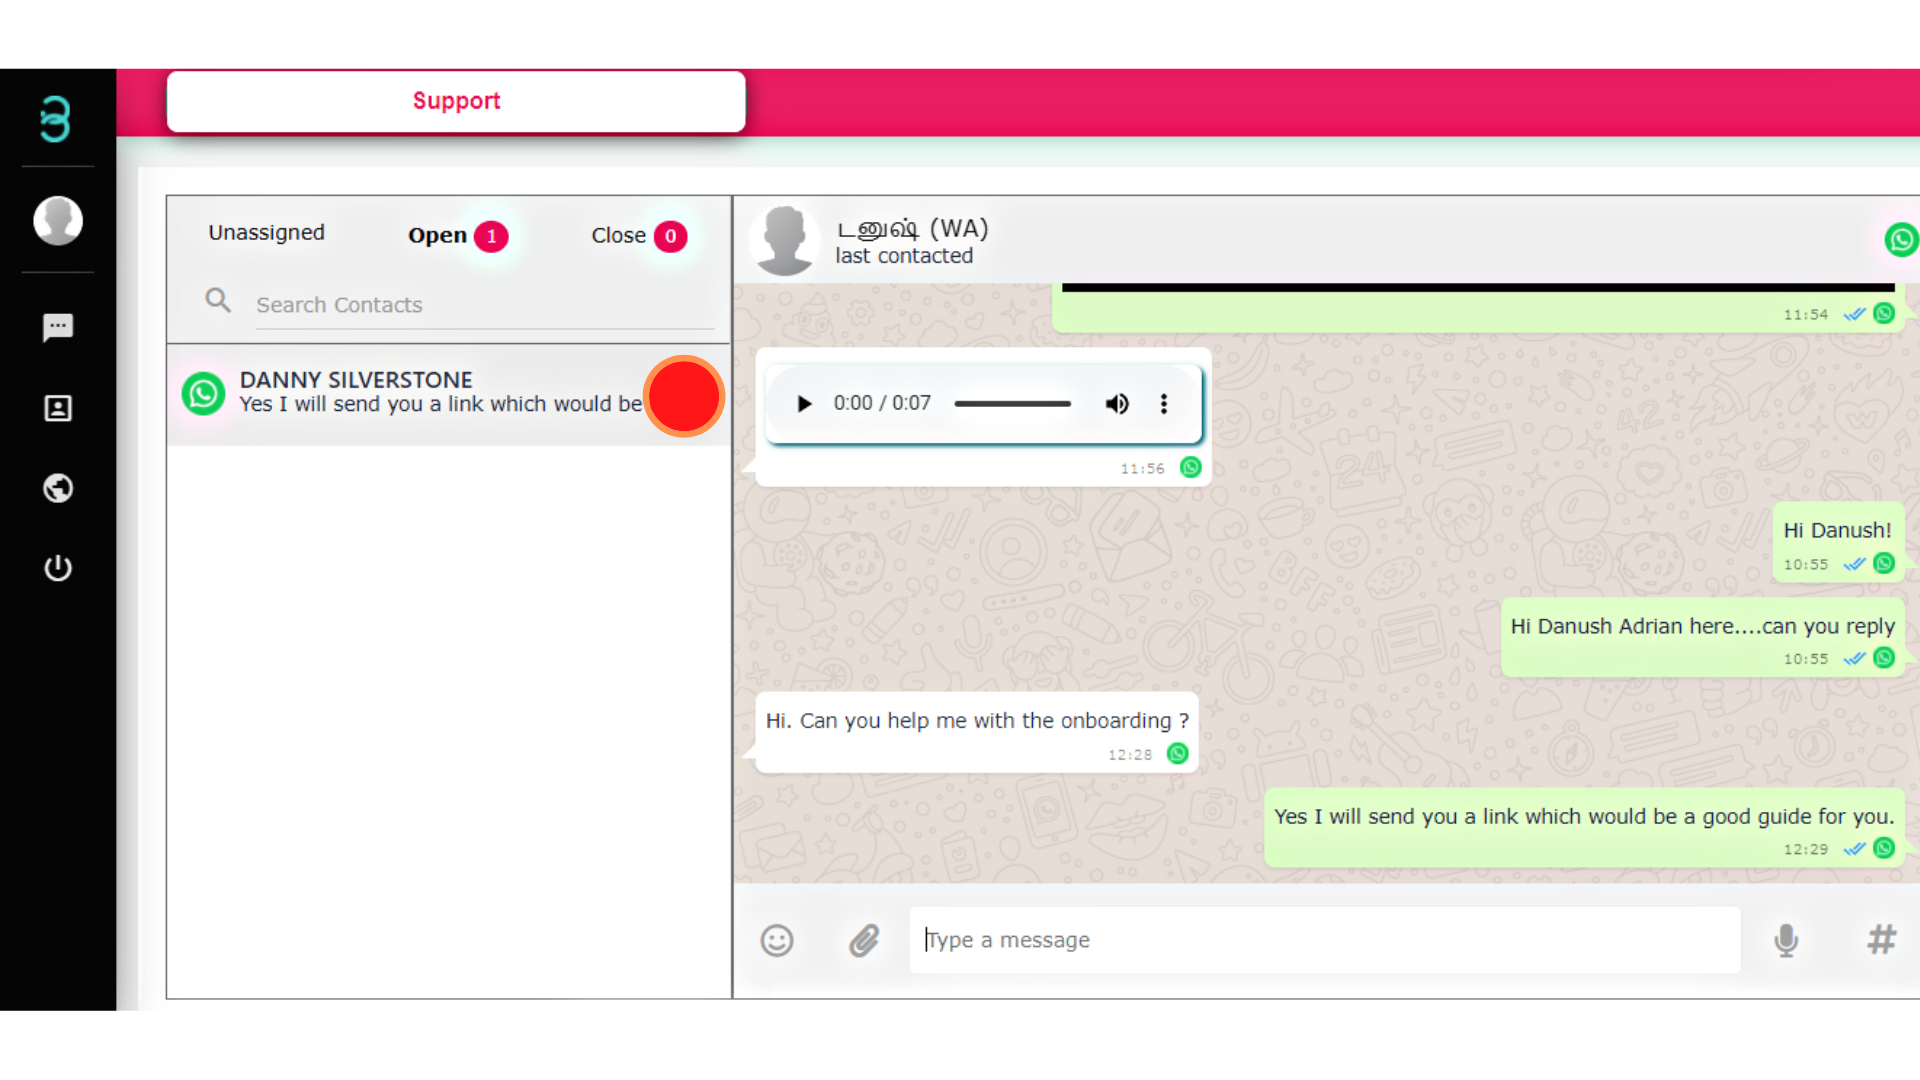 Support
Unassigned
Open 1
Close 0
Search Contacts
DANNY SILVERSTONE
Yes I will send you a link which would be
டனுஷ் (WA)
last contacted
11:54
0:00 / 0:07
11:56
Hi Danush!
10:55
Hi Danush Adrian here....can you reply
10:55
Hi. Can you help me with the onboarding ?
12:28
Yes I will send you a link which would be a good guide for you.
12:29
Type a message
#